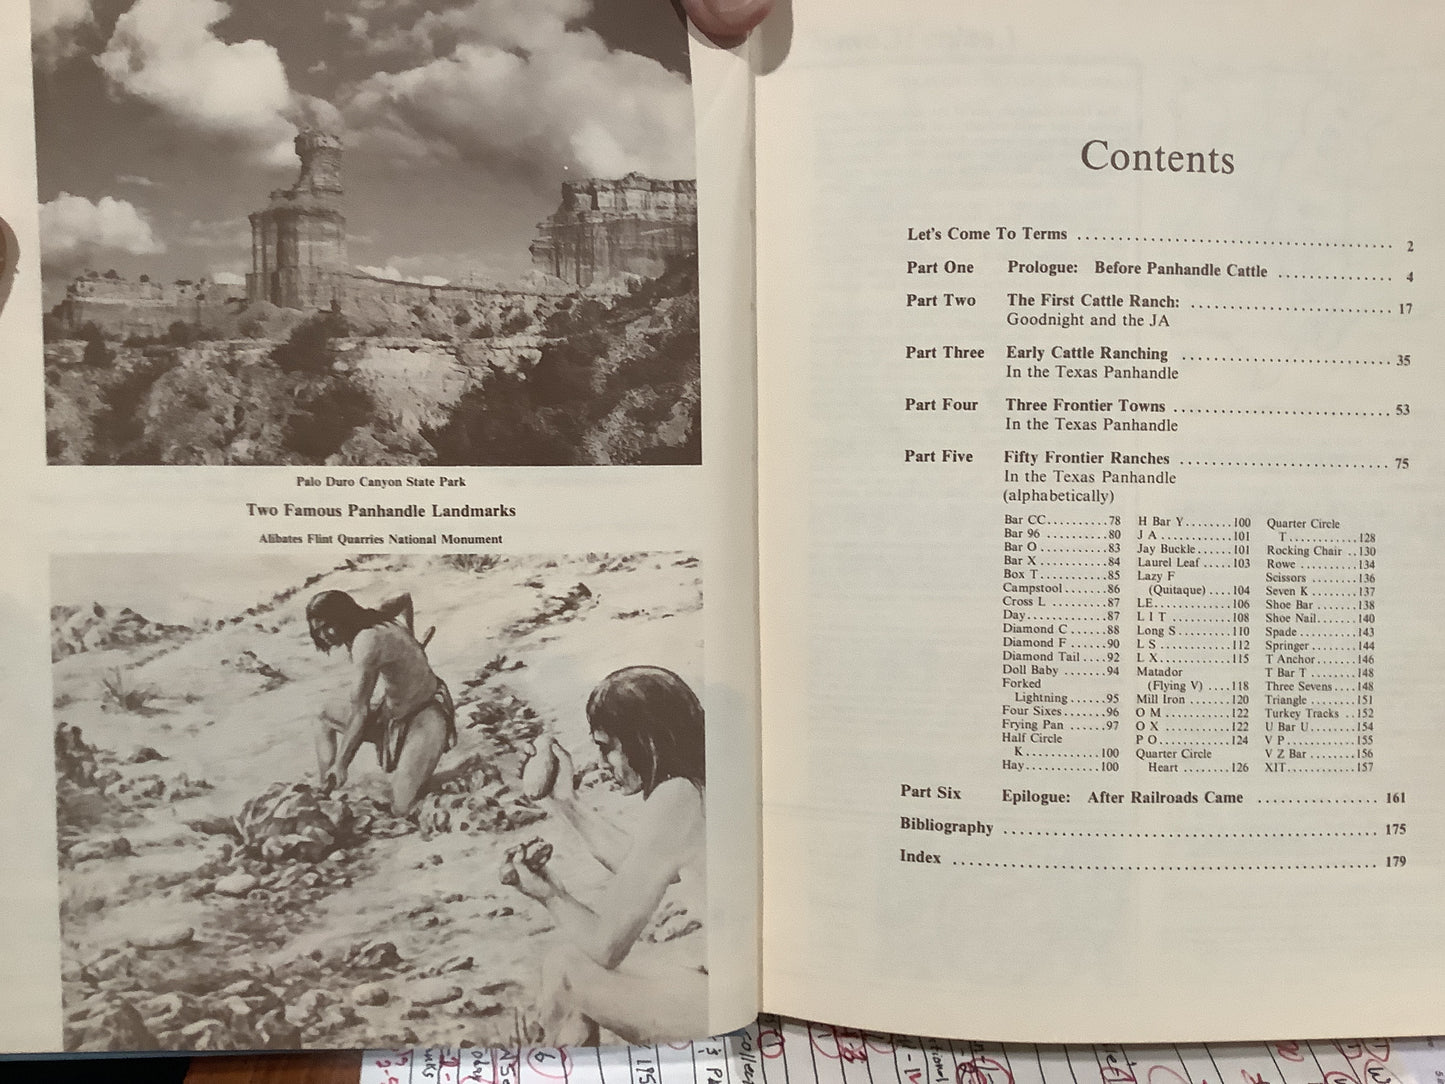 Palo Duro Canyon State Park
Two Famous Panhandle Landmarks
Alibates Flint Quarries National Monument
Contents
Let's Come To Terms ........................................ 2
Part One Prologue: Before Panhandle Cattle .............. 4
Part Two The First Cattle Ranch: ......................... 17
Goodnight and the JA
Part Three Early Cattle Ranching .......................... 35
In the Texas Panhandle
Part Four Three Frontier Towns ........................... 53
In the Texas Panhandle
Part Five Fifty Frontier Ranches .......................... 75
In the Texas Panhandle
(alphabetically)
Bar CC..........78
Bar 96 ..........80
Bar O ..........83
Bar X ..........84
Box T..........85
Campstool ......86
Cross L ........87
Day............87
Diamond C ......88
Diamond F ......90
Diamond Tail ....92
Doll Baby .......94
Forked
Lightning ......95
Four Sixes.......96
Frying Pan ......97
Half Circle
K............100
Hay...........100
H Bar Y........100
J A ...........101
Jay Buckle......101
Laurel Leaf .....103
Lazy F
(Quitaque) ....104
LE............106
L I T ..........108
Long S.........110
L S ...........112
L X...........115
Matador
(Flying V) ....118
Mill Iron .......120
O M ..........122
O X ..........122
P O...........124
Quarter Circle
Heart ........126
Quarter Circle
T............128
Rocking Chair ..130
Rowe .........134
Scissors ........136
Seven K ........137
Shoe Bar .......138
Shoe Nail.......140
Spade..........143
Springer ........144
T Anchor.......146
T Bar T ........148
Three Sevens....148
Triangle ........151
Turkey Tracks ..152
U Bar U........154
V P...........155
V Z Bar ........156
XIT............157
Part Six Epilogue: After Railroads Came ................ 161
Bibliography .............................................. 175
Index .................................................... 179